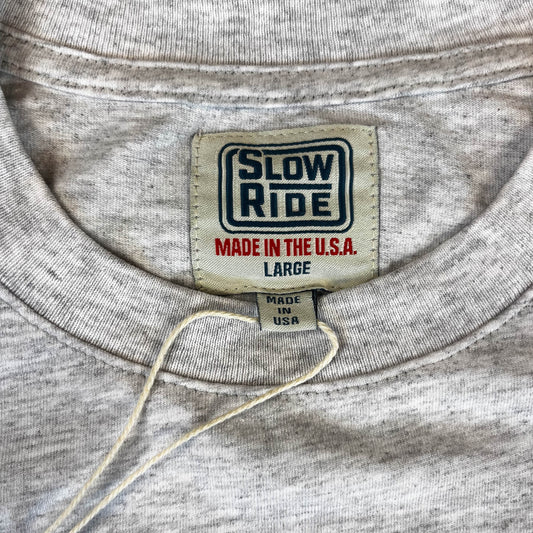 SLOW
RIDE
MADE IN THE U.S.A.
LARGE
MADE
IN
USA